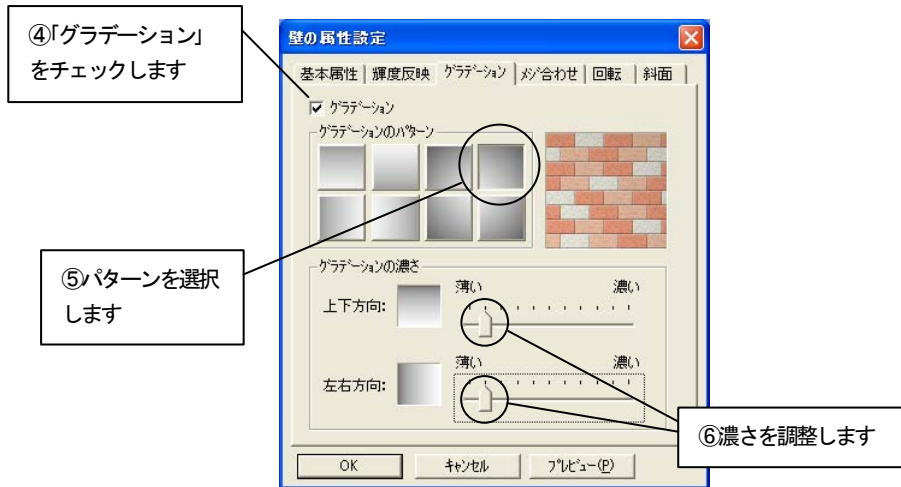 ④「グラデーション」
をチェックします
壁の属性設定
基本属性 輝度反映 グラデーション メジ合わせ 回転 斜面
グラデーション
グラデーションのパターン
⑤パターンを選択
します
グラデーションの濃さ
薄い 濃い
上下方向:
薄い 濃い
左右方向:
⑥濃さを調整します
OK キャンセル プレビュー(P)